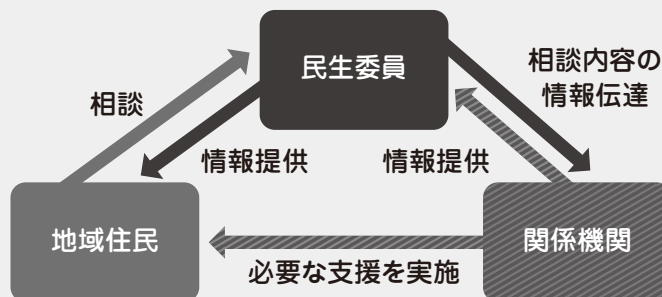 民生委員
相談内容の
情報伝達
相談
情報提供
情報提供
地域住民
関係機関
必要な支援を実施